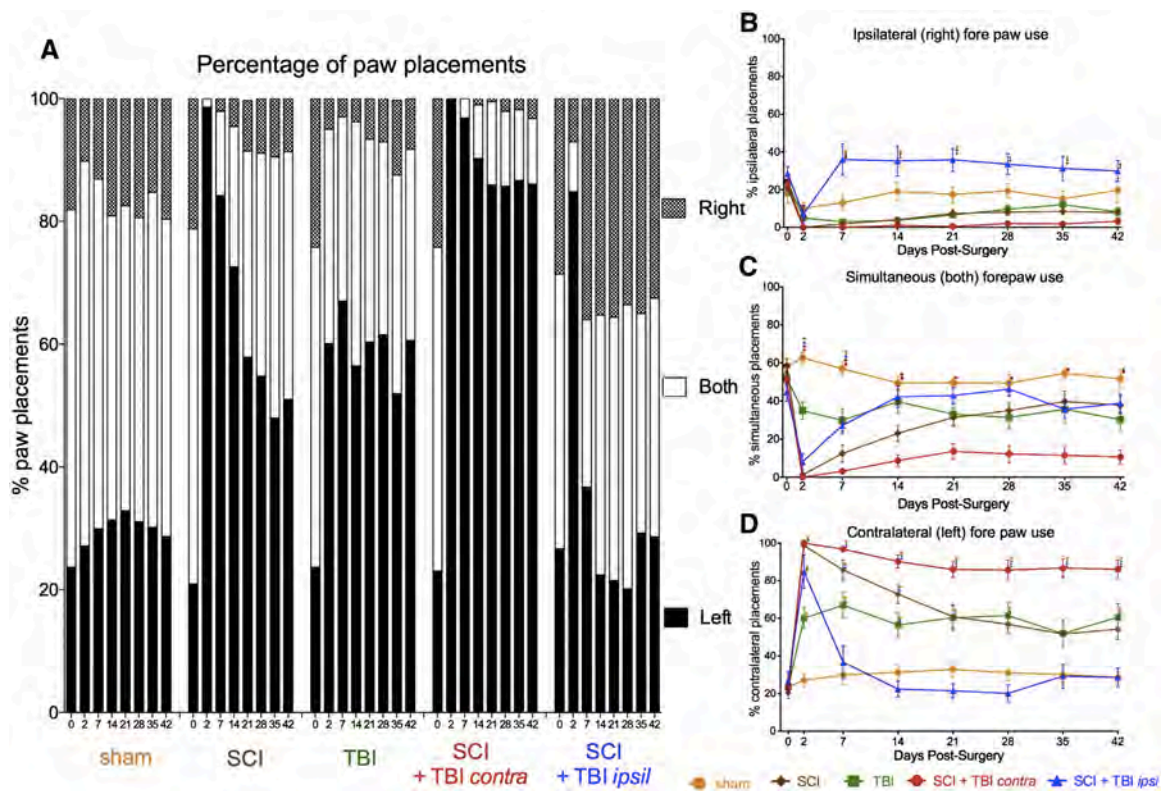 A
Percentage of paw placements
% paw placements
100
80
60
40
20
0
0 2 7 14 21 28 35 42
0 2 7 14 21 28 35 42
0 2 7 14 21 28 35 42
0 2 7 14 21 28 35 42
0 2 7 14 21 28 35 42
sham
SCI
TBI
SCI
+ TBI contra
SCI
+ TBI ipsil
Right
Both
Left
B
Ipsilateral (right) fore paw use
% ipsilateral placements
100
80
60
40
20
0
0 2 7 14 21 28 35 42
Days Post-Surgery
C
Simultaneous (both) forepaw use
% simultaneous placements
100
80
60
40
20
0
0 2 7 14 21 28 35 42
Days Post-Surgery
D
Contralateral (left) fore paw use
% contralateral placements
100
80
60
40
20
0
0 2 7 14 21 28 35 42
Days Post-Surgery
sham SCI TBI SCI + TBI contra SCI + TBI ipsi